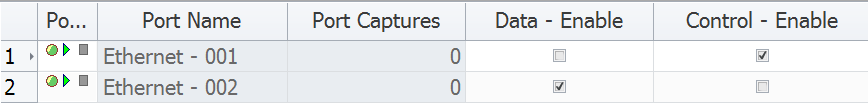 Po... Port Name Port Captures Data - Enable Control - Enable
1 Ethernet - 001 0
2 Ethernet - 002 0